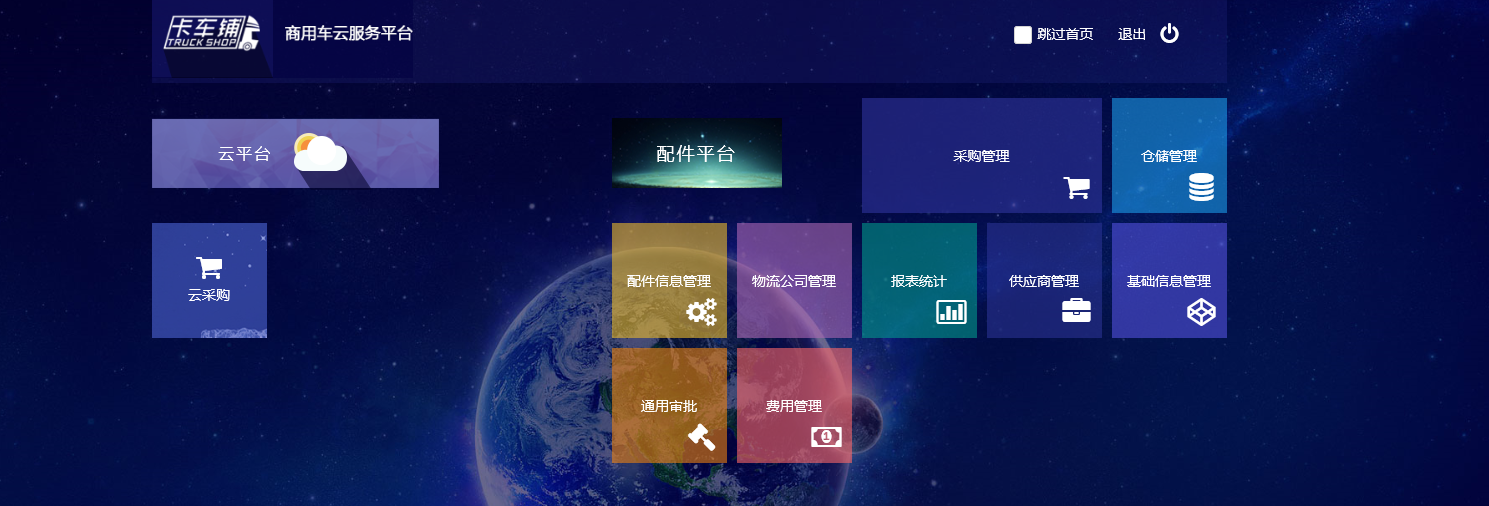 卡车铺
TRUCK SHOP
商用车云服务平台
跳过首页
退出
云平台
配件平台
采购管理
仓储管理
云采购
配件信息管理
物流公司管理
报表统计
供应商管理
基础信息管理
通用审批
费用管理
1